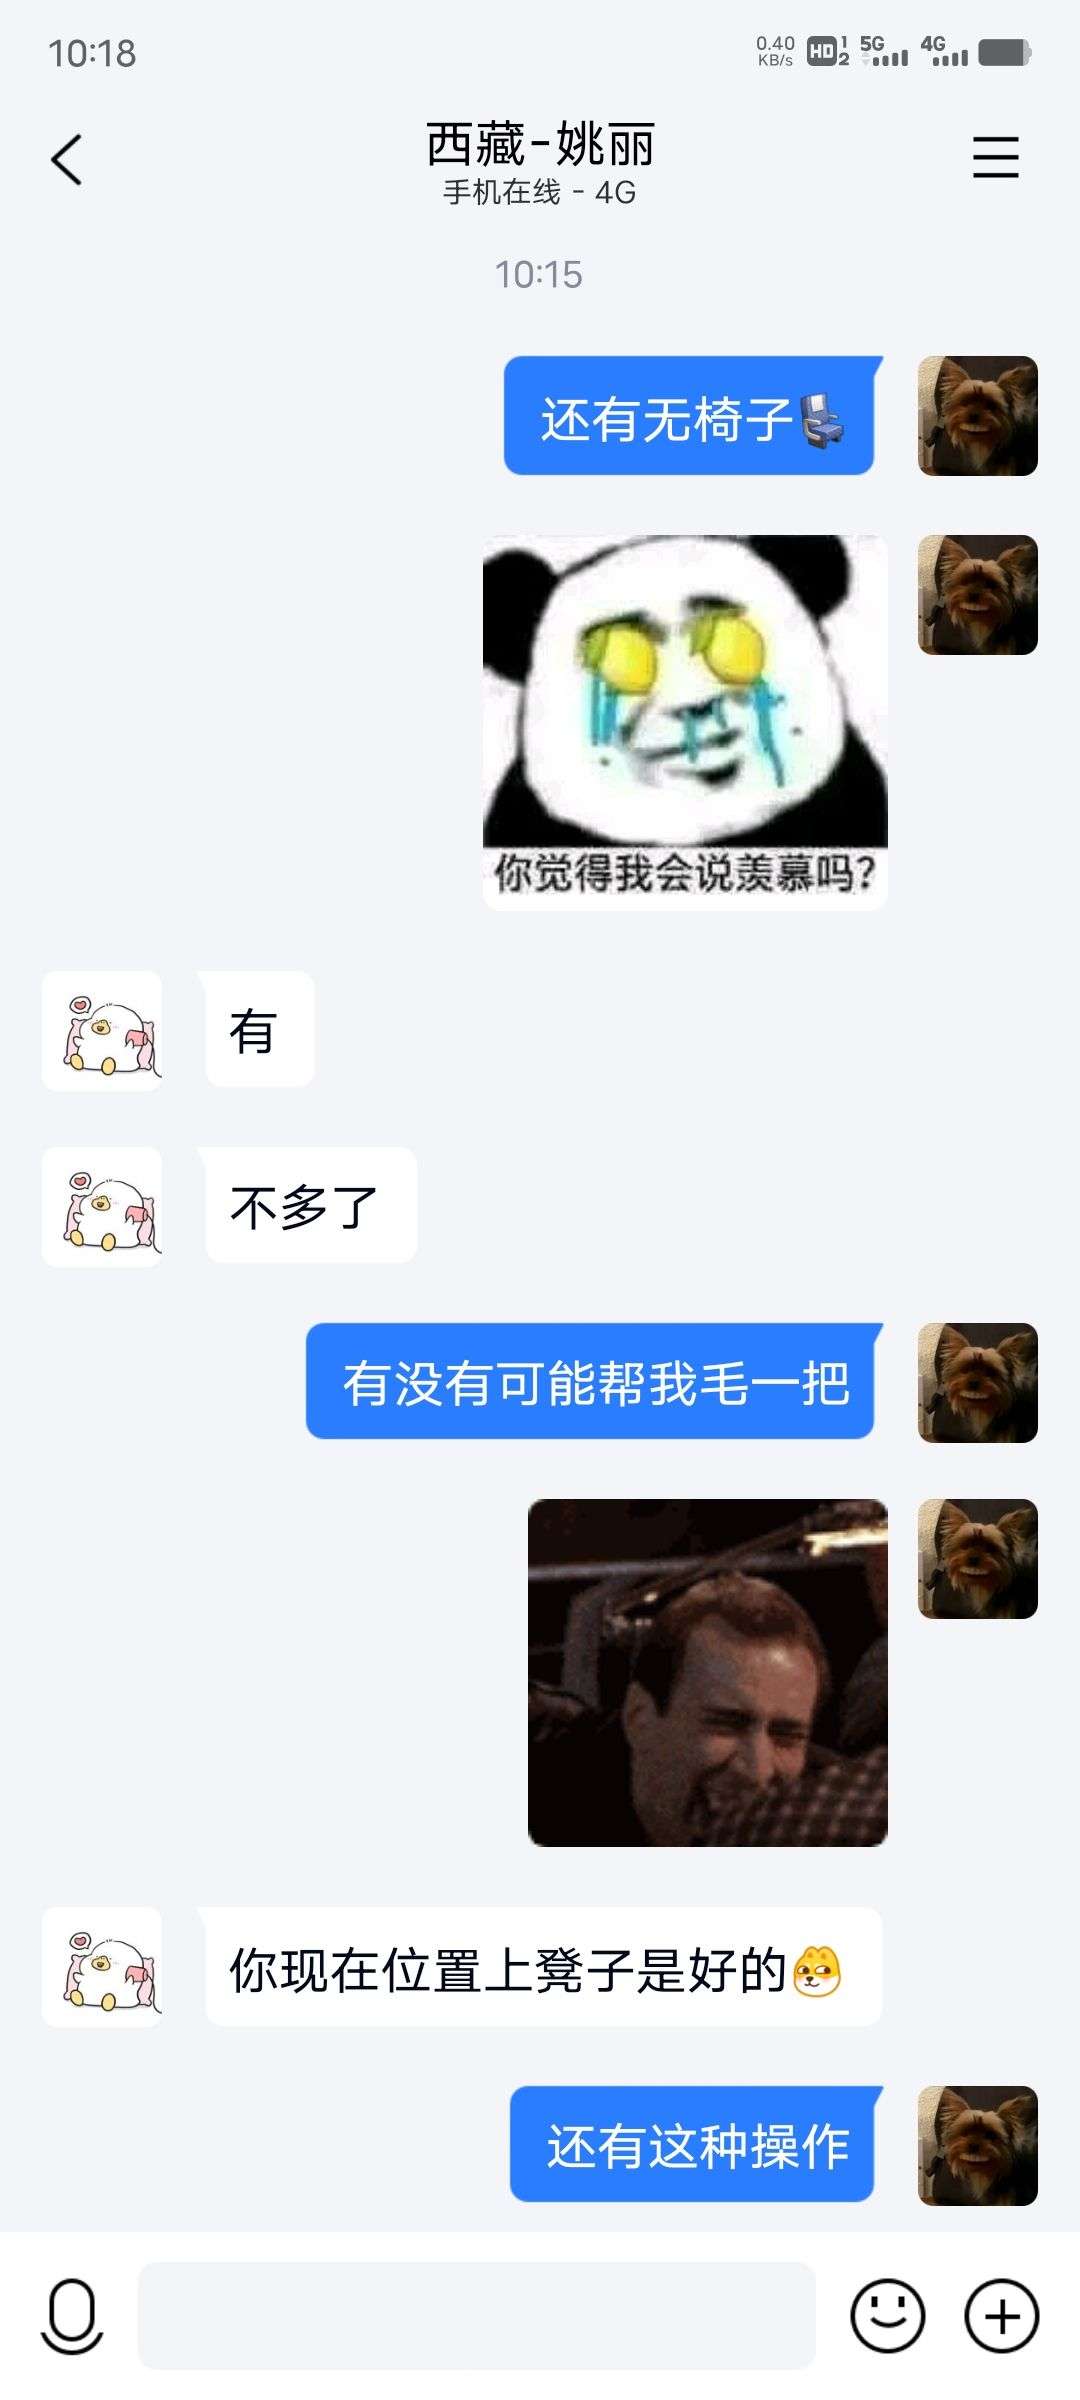 10:18
0.40
KB/s
HD
1
2
5G
4G
西藏-姚丽
手机在线 - 4G
10:15
还有无椅子💺
你觉得我会说羡慕吗?
有
不多了
有没有可能帮我毛一把
你现在位置上凳子是好的
还有这种操作